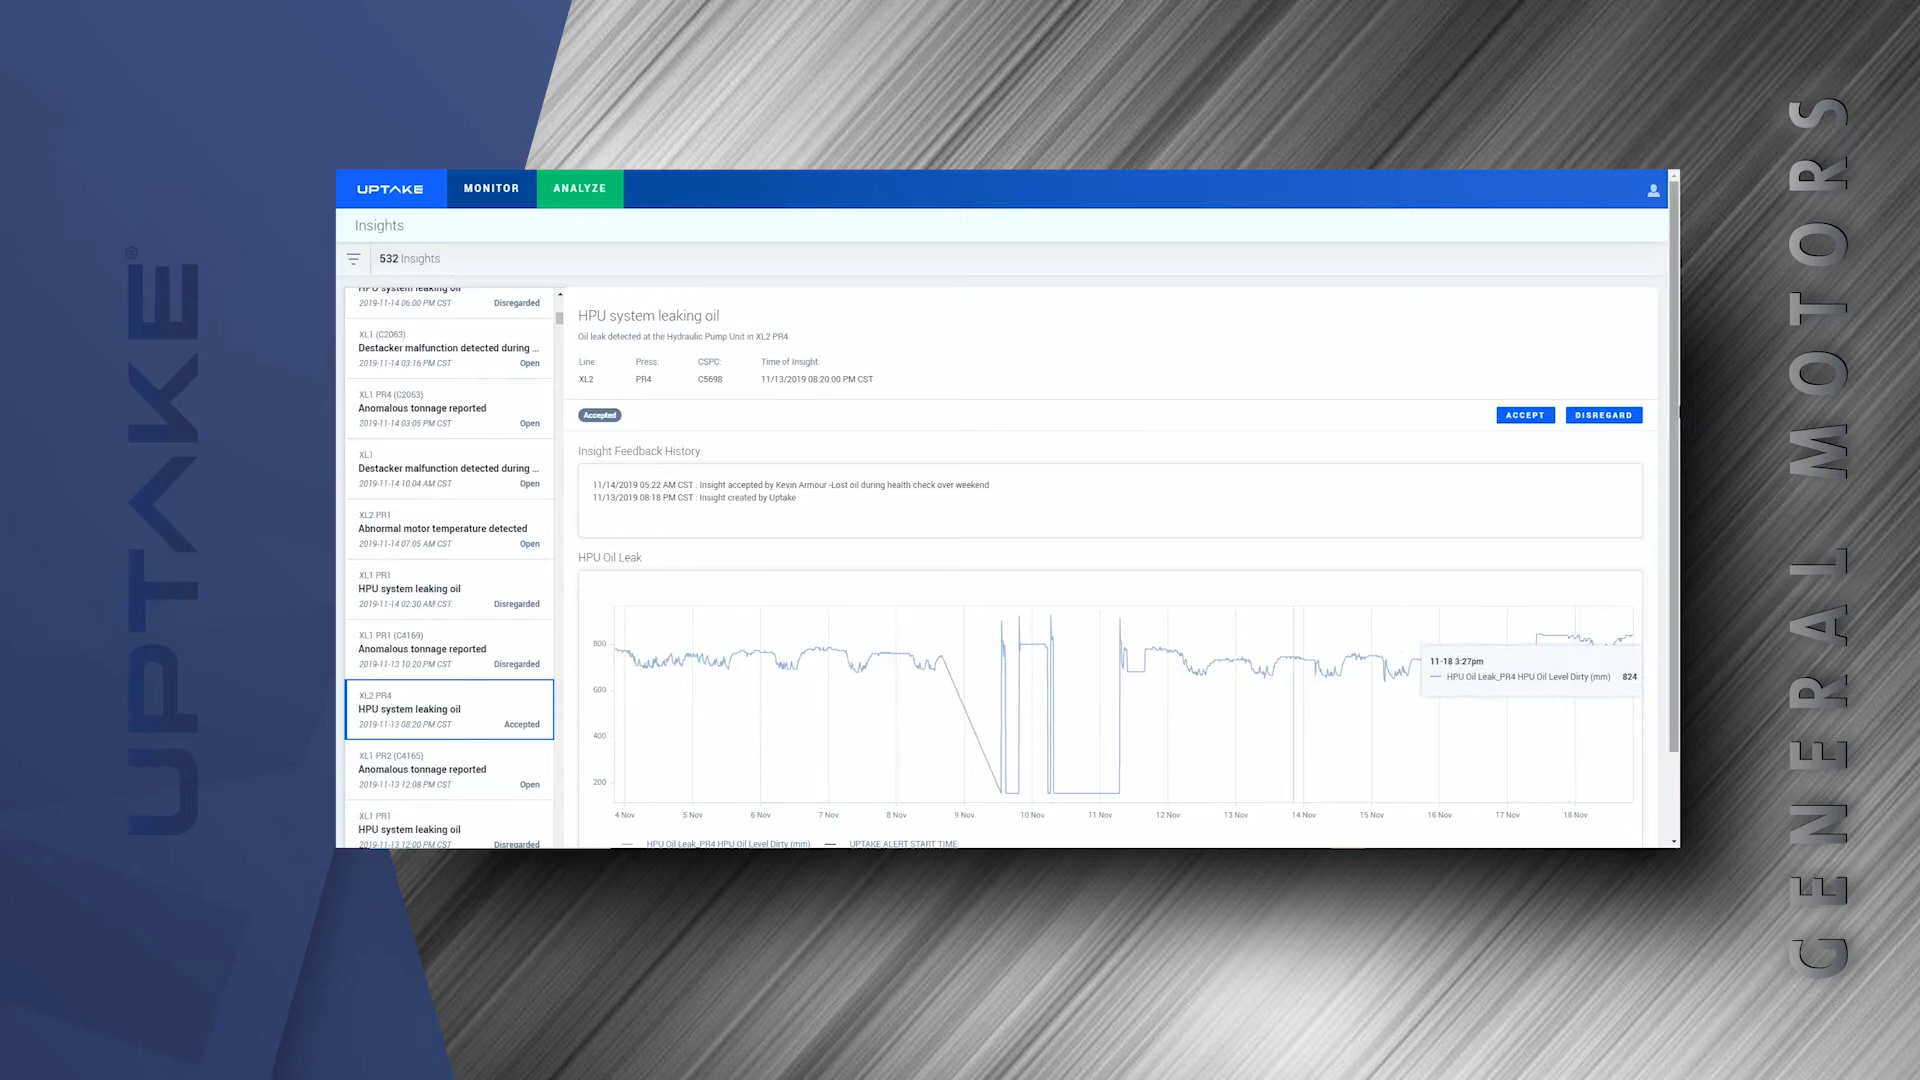 UPTAKE®
GENERAL MOTORS
UPTAKE MONITOR ANALYZE
Insights
532 Insights
HPU system leaking oil
2019-11-14 06:00 PM CST Disregarded
XL1 (C2063)
Destacker malfunction detected during ...
2019-11-14 03:16 PM CST Open
XL1 PR4 (C2063)
Anomalous tonnage reported
2019-11-14 03:05 PM CST Open
XL1
Destacker malfunction detected during ...
2019-11-14 10:04 AM CST Open
XL2 PR1
Abnormal motor temperature detected
2019-11-14 07:05 AM CST Open
XL1 PR1
HPU system leaking oil
2019-11-14 02:30 AM CST Disregarded
XL1 PR1 (C4169)
Anomalous tonnage reported
2019-11-13 10:20 PM CST Disregarded
XL2 PR4
HPU system leaking oil
2019-11-13 08:20 PM CST Accepted
XL1 PR2 (C4165)
Anomalous tonnage reported
2019-11-13 12:08 PM CST Open
XL1 PR1
HPU system leaking oil
2019-11-13 12:00 PM CST Disregarded
HPU system leaking oil
Oil leak detected at the Hydraulic Pump Unit in XL2 PR4.
Line: Press: CSPC: Time of Insight:
XL2 PR4 C5698 11/13/2019 08:20:00 PM CST
Accepted ACCEPT DISREGARD
Insight Feedback History
11/14/2019 05:22 AM CST : Insight accepted by Kevin Armour -Lost oil during health check over weekend
11/13/2019 08:18 PM CST : Insight created by Uptake
HPU Oil Leak
800
600
400
200
11-18 3:27pm
HPU Oil Leak_PR4 HPU Oil Level Dirty (mm) 824
4 Nov 5 Nov 6 Nov 7 Nov 8 Nov 9 Nov 10 Nov 11 Nov 12 Nov 13 Nov 14 Nov 15 Nov 16 Nov 17 Nov 18 Nov
HPU Oil Leak_PR4 HPU Oil Level Dirty (mm) UPTAKE ALERT START TIME